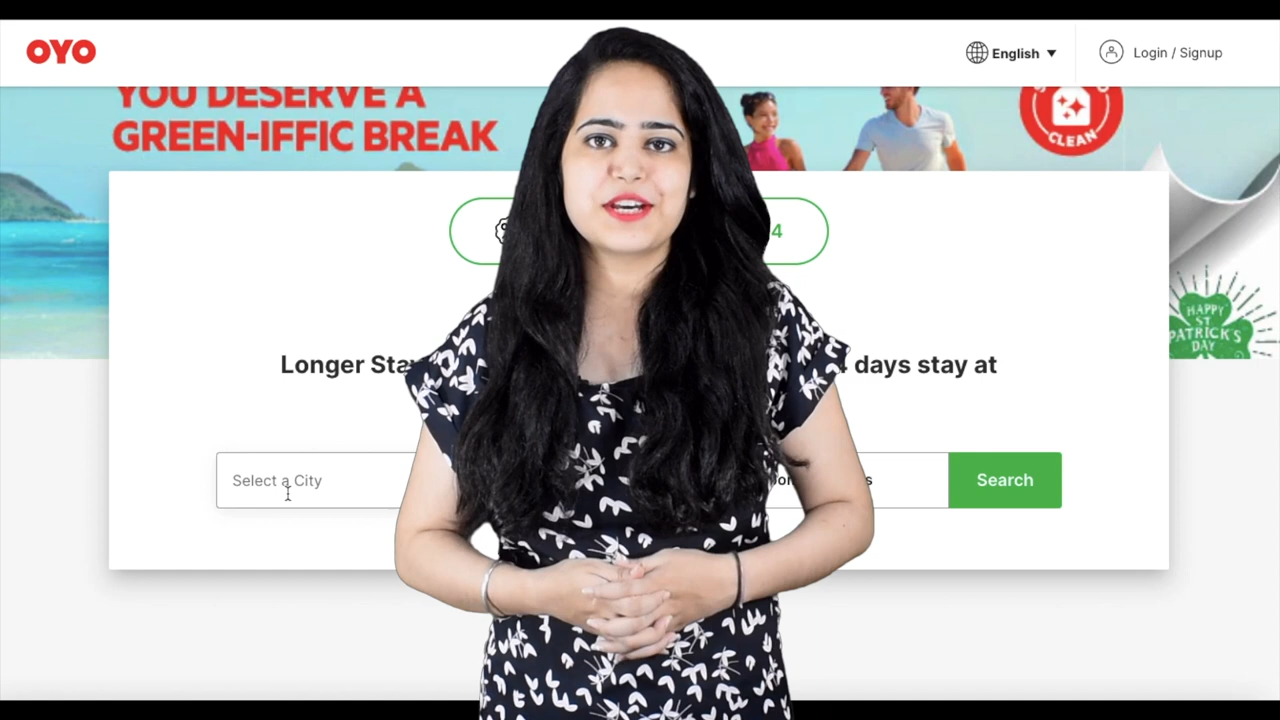 OYO
English
Login / Signup
YOU DESERVE A
GREEN-IFFIC BREAK
CLEAN
4
Longer days stay at
HAPPY
ST
PATRICK'S
DAY
Select a City
Search